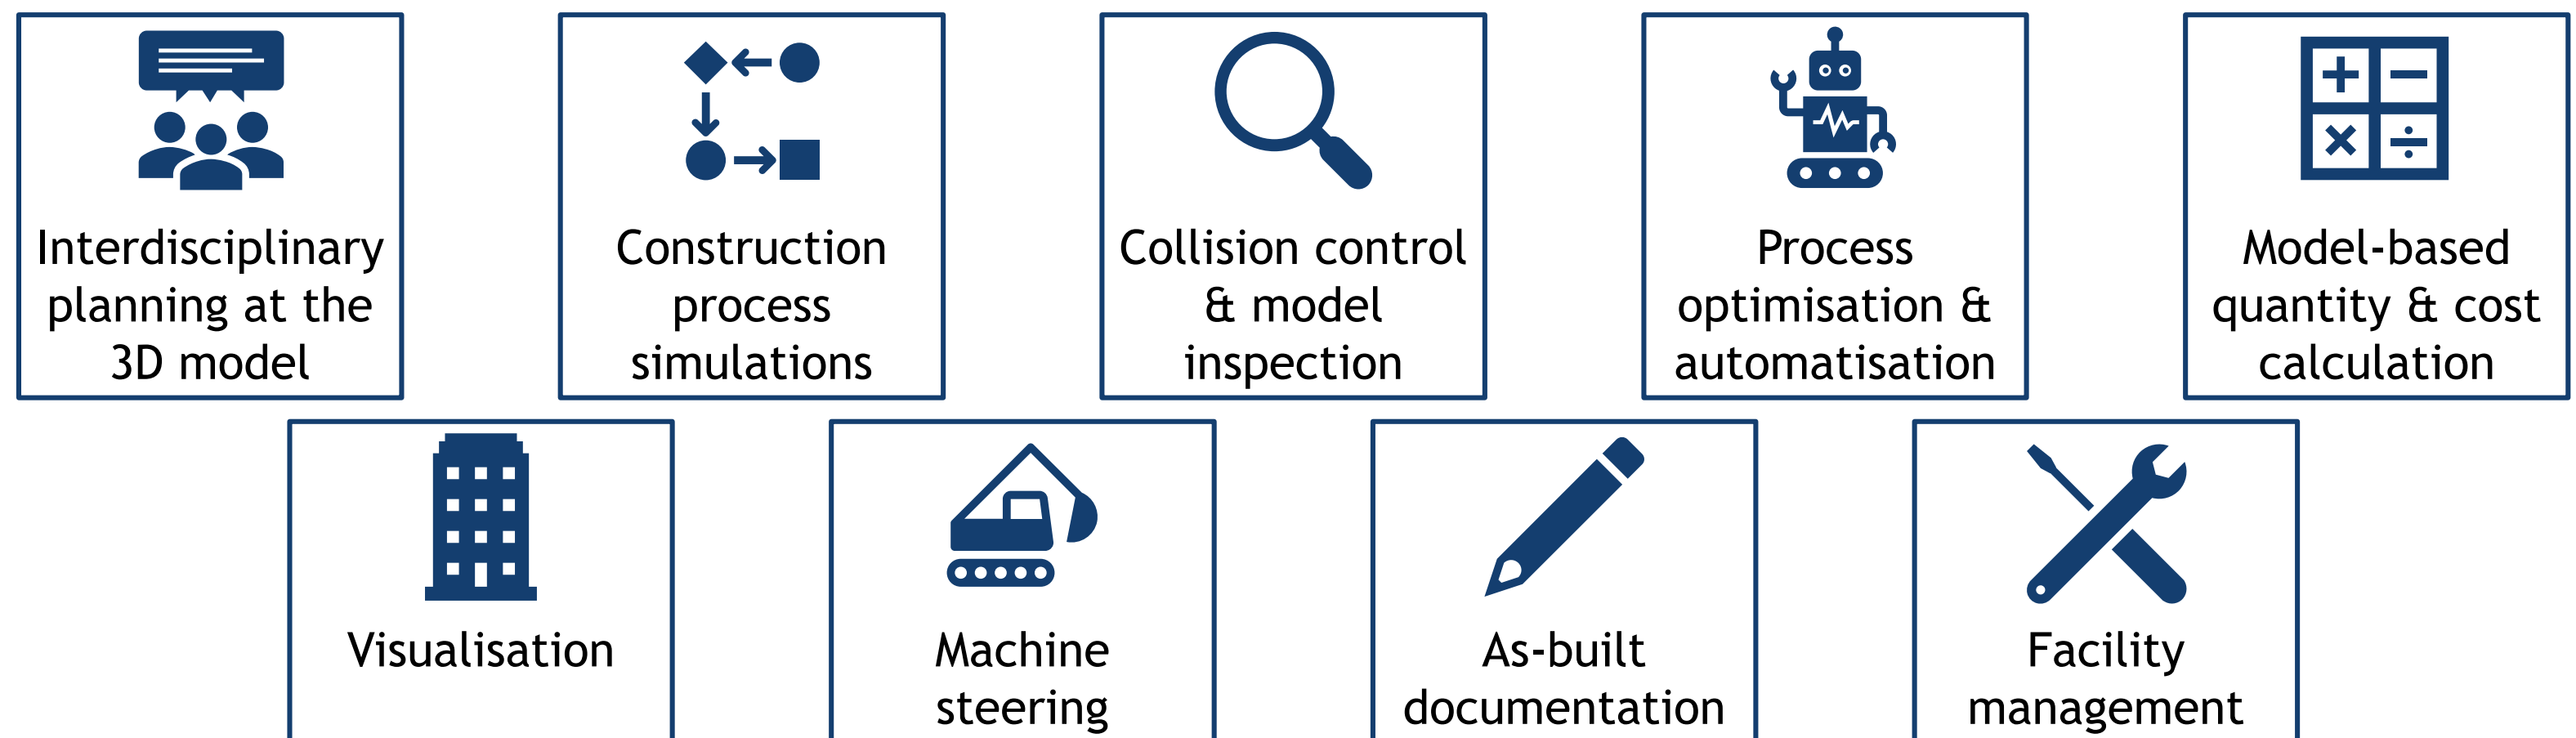 Interdisciplinary
planning at the
3D model
Construction
process
simulations
Collision control
& model
inspection
Process
optimisation &
automatisation
Model-based
quantity & cost
calculation
Visualisation
Machine
steering
As-built
documentation
Facility
management